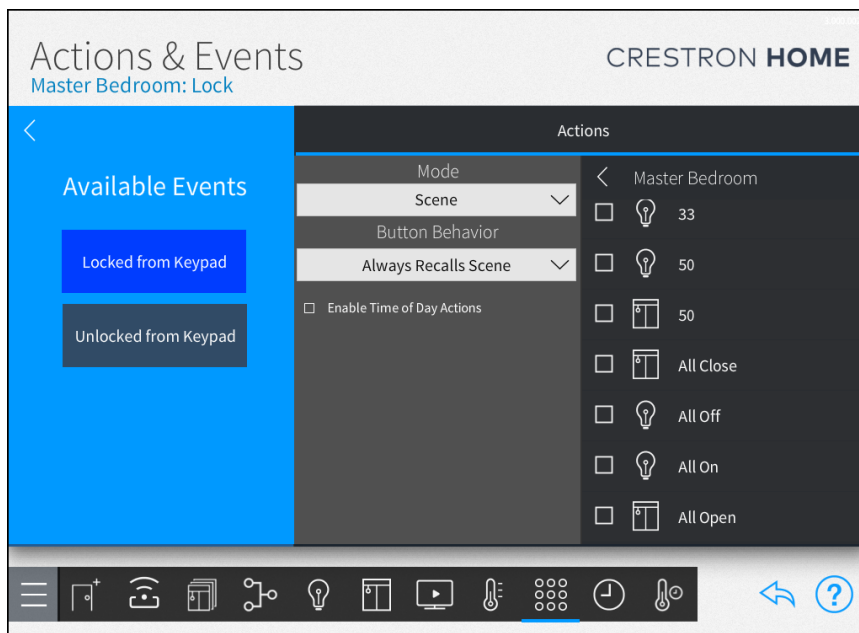 Actions & Events
CRESTRON HOME
Master Bedroom: Lock
Available Events
Locked from Keypad
Unlocked from Keypad
Actions
Mode
Scene
Button Behavior
Always Recalls Scene
Enable Time of Day Actions
Master Bedroom
33
50
50
All Close
All Off
All On
All Open
?